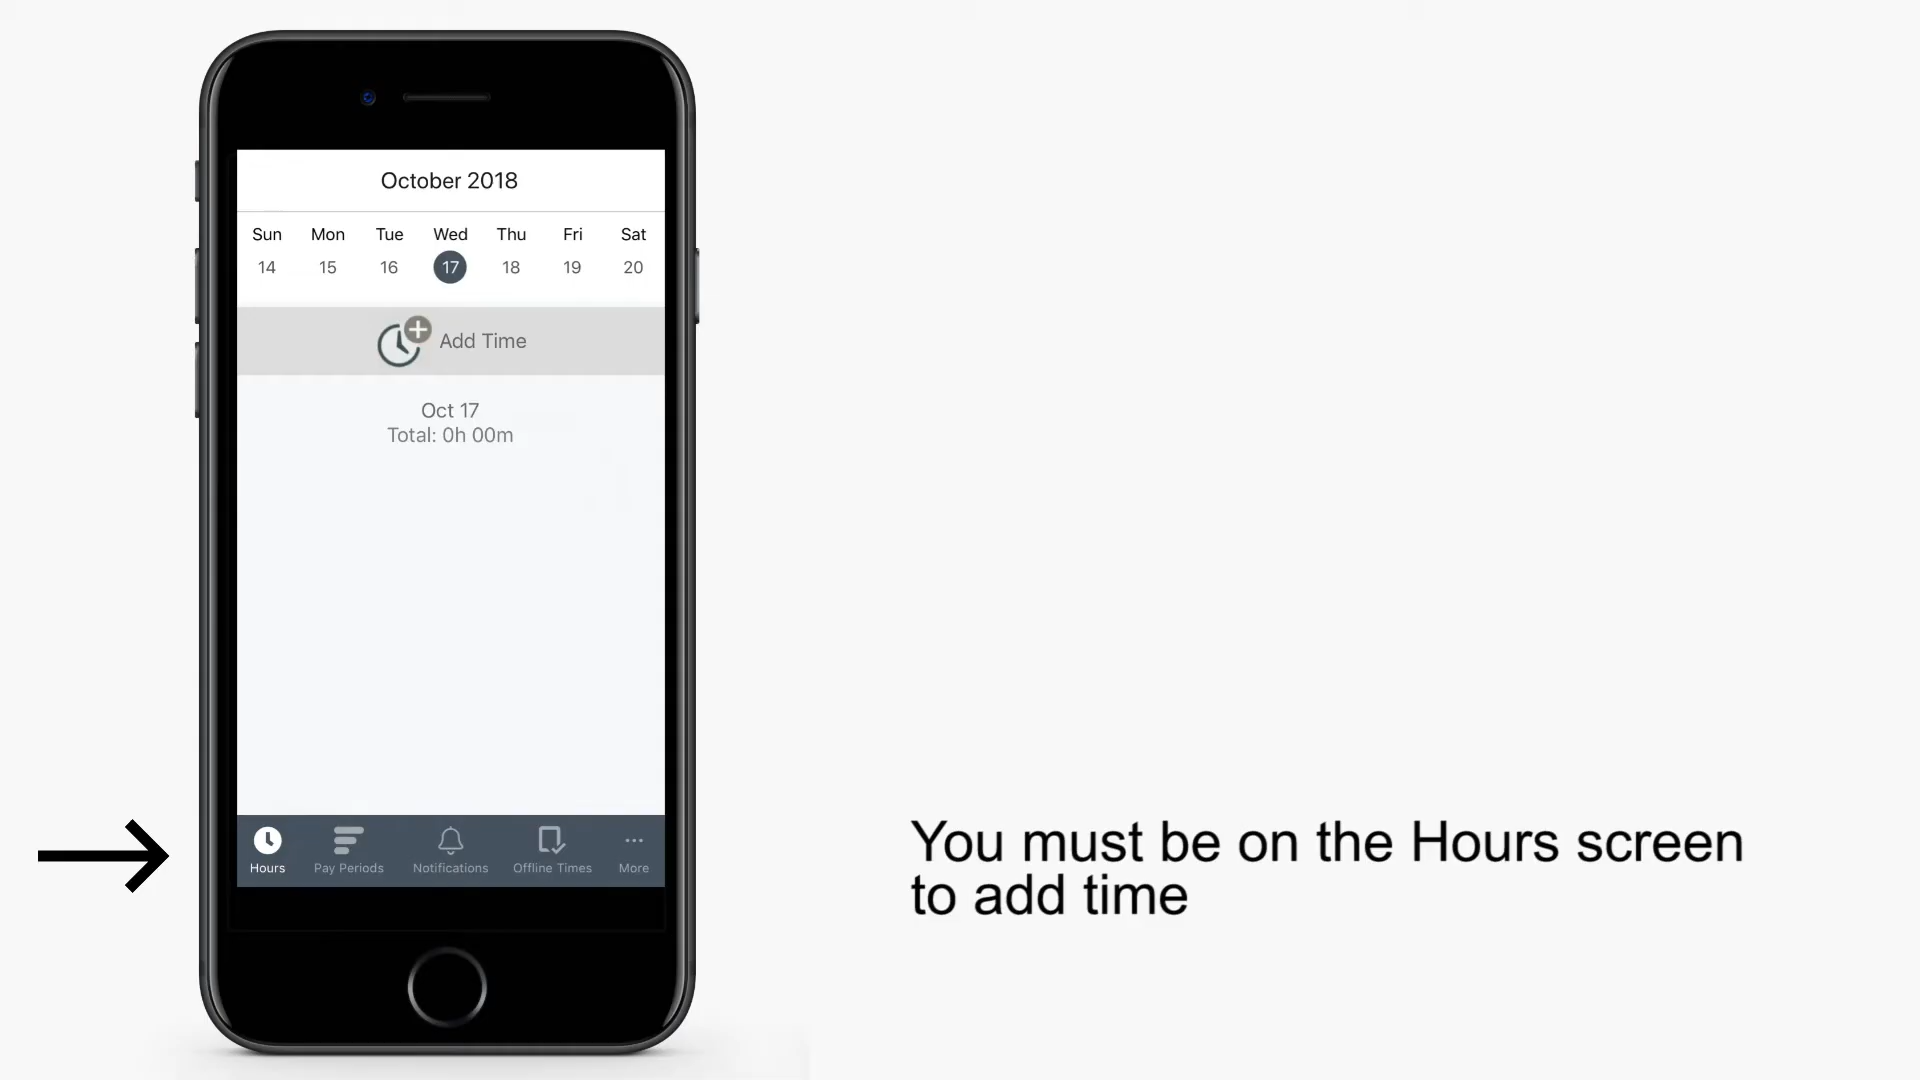 October 2018
Sun Mon Tue Wed Thu Fri Sat
14 15 16 17 18 19 20
Add Time
Oct 17
Total: 0h 00m
Hours Pay Periods Notifications Offline Times More
You must be on the Hours screen
to add time